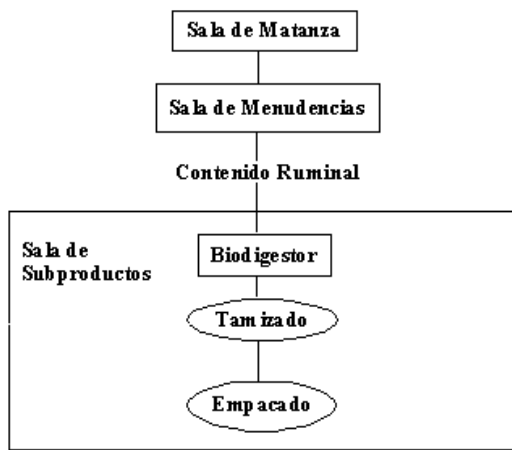 Sala de Matanza
Sala de Menudencias
Contenido Ruminal
Sala de
Subproductos
Biodigestor
Tamizado
Empacado